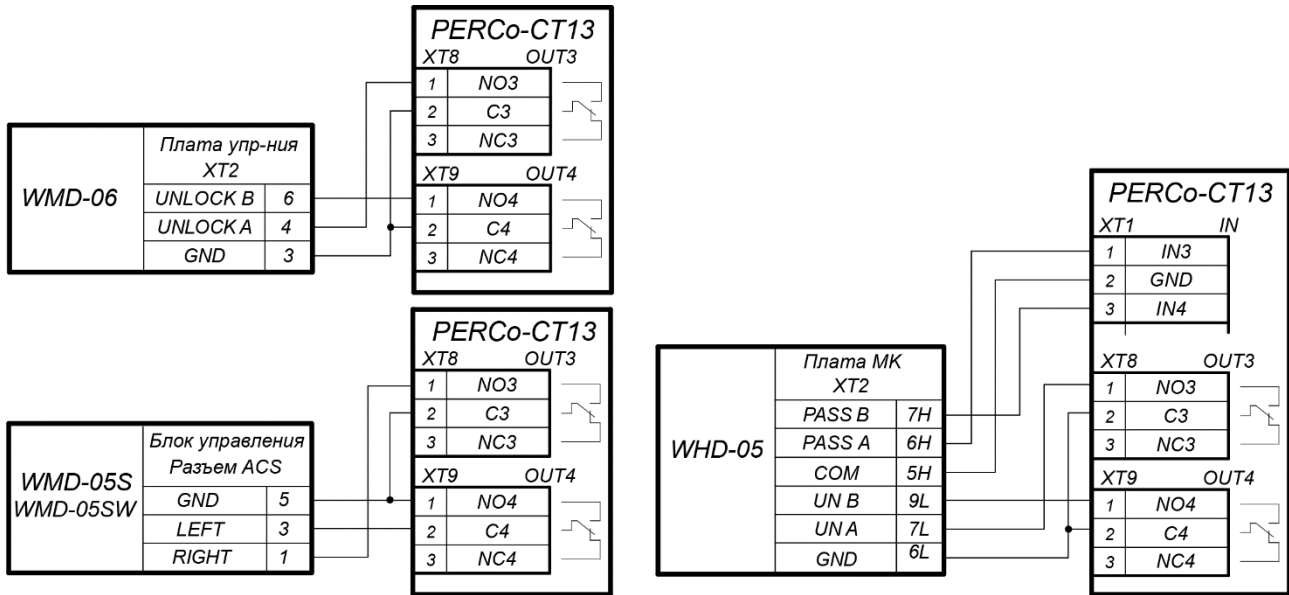 PERCo-CT13
XT8 OUT3
1 NO3
2 C3
3 NC3
XT9 OUT4
1 NO4
2 C4
3 NC4
WMD-06
Плата упр-ния
XT2
UNLOCK B 6
UNLOCK A 4
GND 3
PERCo-CT13
XT8 OUT3
1 NO3
2 C3
3 NC3
XT9 OUT4
1 NO4
2 C4
3 NC4
WMD-05S
WMD-05SW
Блок управления
Разъем ACS
GND 5
LEFT 3
RIGHT 1
PERCo-CT13
XT1 IN
1 IN3
2 GND
3 IN4
XT8 OUT3
1 NO3
2 C3
3 NC3
XT9 OUT4
1 NO4
2 C4
3 NC4
WHD-05
Плата МК
XT2
PASS B 7H
PASS A 6H
COM 5H
UN B 9L
UN A 7L
GND 6L